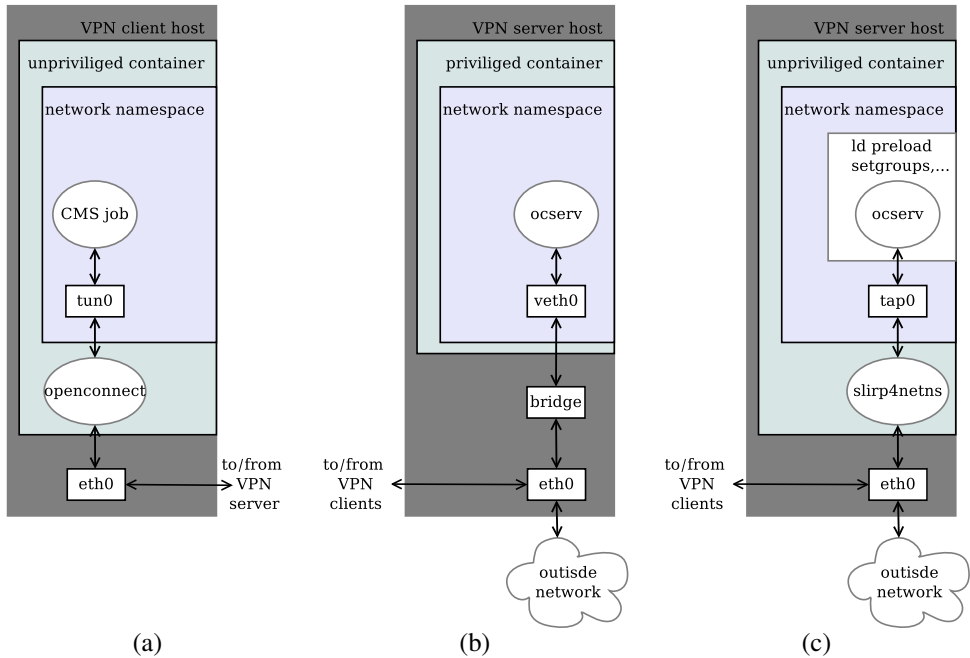 VPN client host
unpriviliged container
network namespace
CMS job
tun0
openconnect
eth0
to/from
VPN
server
(a)
VPN server host
priviliged container
network namespace
ocserv
veth0
bridge
eth0
to/from
VPN
clients
outisde
network
(b)
VPN server host
unpriviliged container
network namespace
ld preload
setgroups,...
ocserv
tap0
slirp4netns
eth0
to/from
VPN
clients
outisde
network
(c)